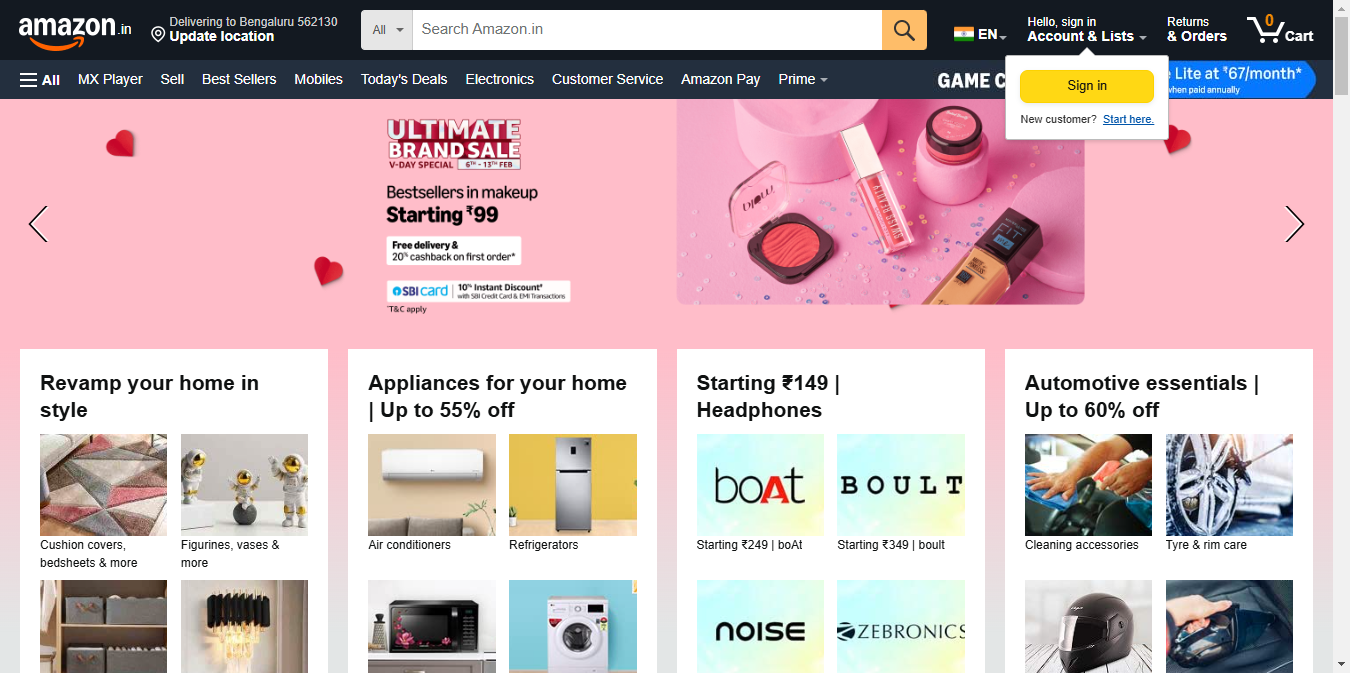 amazon.in
Delivering to Bengaluru 562130
Update location
All
Search Amazon.in
EN
Hello, sign in
Account & Lists
Returns
& Orders
0
Cart
All
MX Player
Sell
Best Sellers
Mobiles
Today's Deals
Electronics
Customer Service
Amazon Pay
Prime
GAME C
Lite at ₹67/month*
when paid annually
Sign in
New customer? Start here.
ULTIMATE
BRAND SALE
V-DAY SPECIAL 6TH - 13TH FEB
Bestsellers in makeup
Starting ₹99
Free delivery &
20% cashback on first order*
SBI card 10% Instant Discount*
with SBI Credit Card & EMI Transactions
*T&C apply
Revamp your home in
style
Cushion covers,
bedsheets & more
Figurines, vases &
more
Appliances for your home
| Up to 55% off
Air conditioners
Refrigerators
Starting ₹149 |
Headphones
boAt
BOULT
Starting ₹249 | boAt
Starting ₹349 | boult
NOISE
ZEBRONICS
Automotive essentials |
Up to 60% off
Cleaning accessories
Tyre & rim care